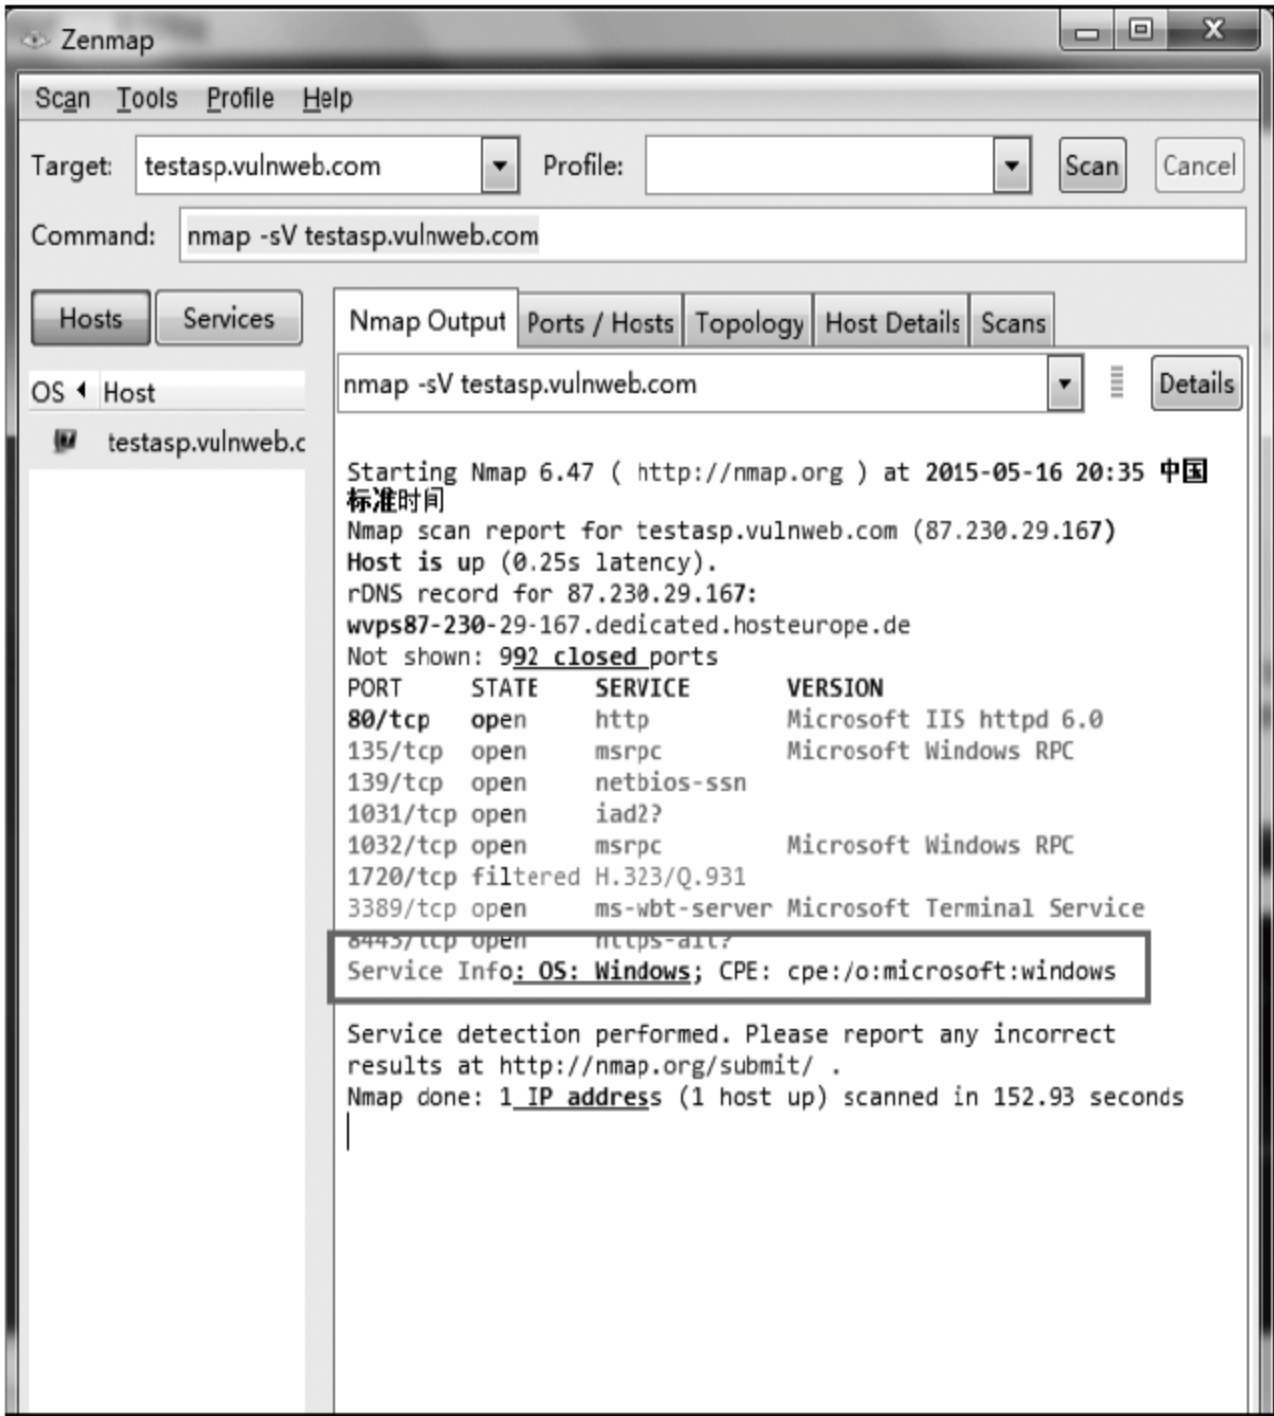 Zenmap
Scan Tools Profile Help
Target: testasp.vulnweb.com Profile: Scan Cancel
Command: nmap -sV testasp.vulnweb.com
Hosts Services
Nmap Output Ports / Hosts Topology Host Details Scans
OS Host
testasp.vulnweb.c
nmap -sV testasp.vulnweb.com Details
Starting Nmap 6.47 ( http://nmap.org ) at 2015-05-16 20:35 中国
标准时间
Nmap scan report for testasp.vulnweb.com (87.230.29.167)
Host is up (0.25s latency).
rDNS record for 87.230.29.167:
wvps87-230-29-167.dedicated.hosteurope.de
Not shown: 992 closed ports
PORT STATE SERVICE VERSION
80/tcp open http Microsoft IIS httpd 6.0
135/tcp open msrpc Microsoft Windows RPC
139/tcp open netbios-ssn
1031/tcp open iad2?
1032/tcp open msrpc Microsoft Windows RPC
1720/tcp filtered H.323/Q.931
3389/tcp open ms-wbt-server Microsoft Terminal Service
8443/tcp open https-alt?
Service Info: OS: Windows; CPE: cpe:/o:microsoft:windows
Service detection performed. Please report any incorrect
results at http://nmap.org/submit/ .
Nmap done: 1 IP address (1 host up) scanned in 152.93 seconds